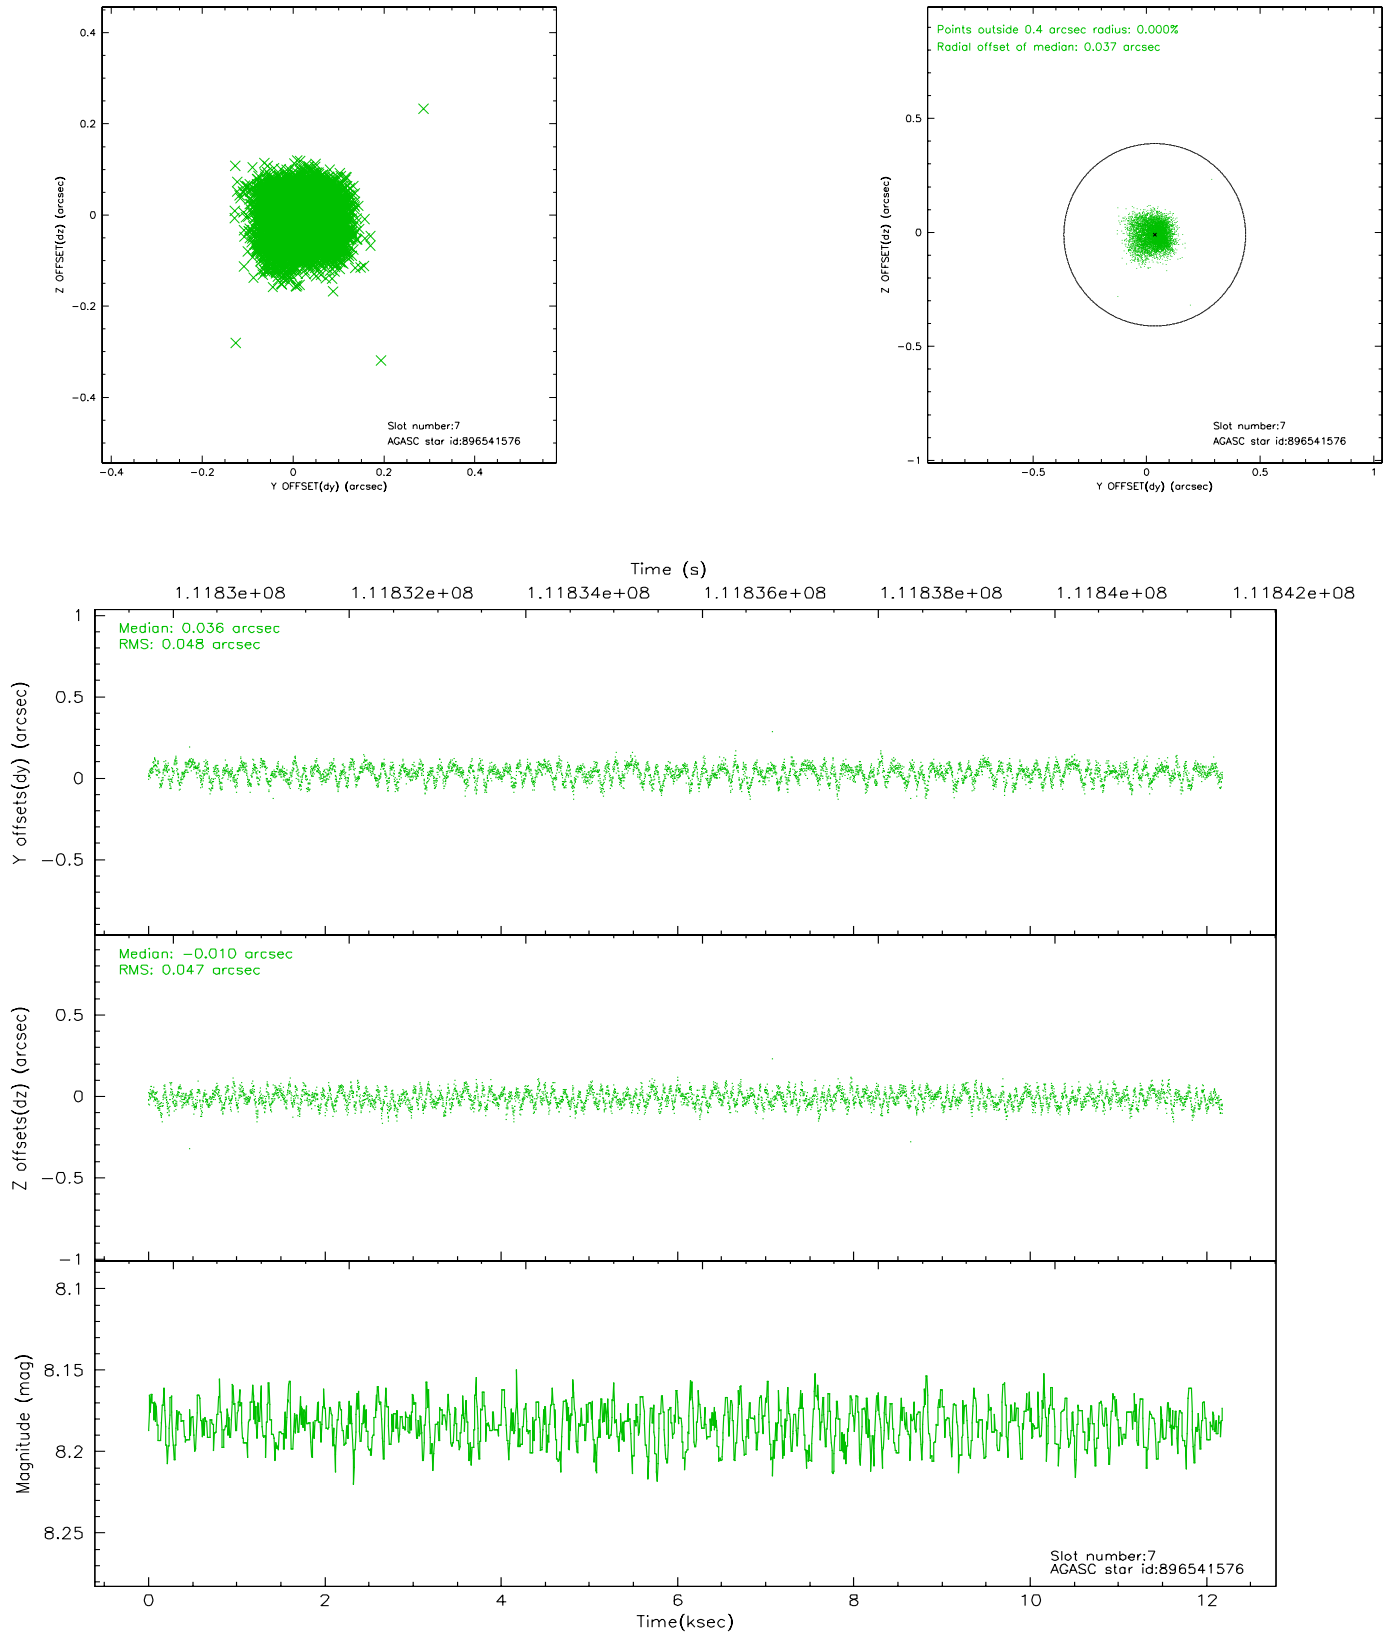 0.4
0.2
0
−0.2
−0.4
−0.4
−0.2
0
0.2
0.4
Z OFFSET(dz) (arcsec)
Y OFFSET(dy) (arcsec)
Slot number:7
AGASC star id:896541576
Points outside 0.4 arcsec radius: 0.000%
Radial offset of median: 0.037 arcsec
0.5
0
−0.5
−1
−0.5
0
0.5
1
Z OFFSET(dz) (arcsec)
Y OFFSET(dy) (arcsec)
Slot number:7
AGASC star id:896541576
Time (s)
1.1183e+08
1.11832e+08
1.11834e+08
1.11836e+08
1.11838e+08
1.1184e+08
1.11842e+08
Median: 0.036 arcsec
RMS: 0.048 arcsec
1
0.5
0
−0.5
Y offsets(dy) (arcsec)
Median: −0.010 arcsec
RMS: 0.047 arcsec
0.5
0
−0.5
−1
Z offsets(dz) (arcsec)
8.1
8.15
8.2
8.25
Magnitude (mag)
Slot number:7
AGASC star id:896541576
0
2
4
6
8
10
12
Time(ksec)